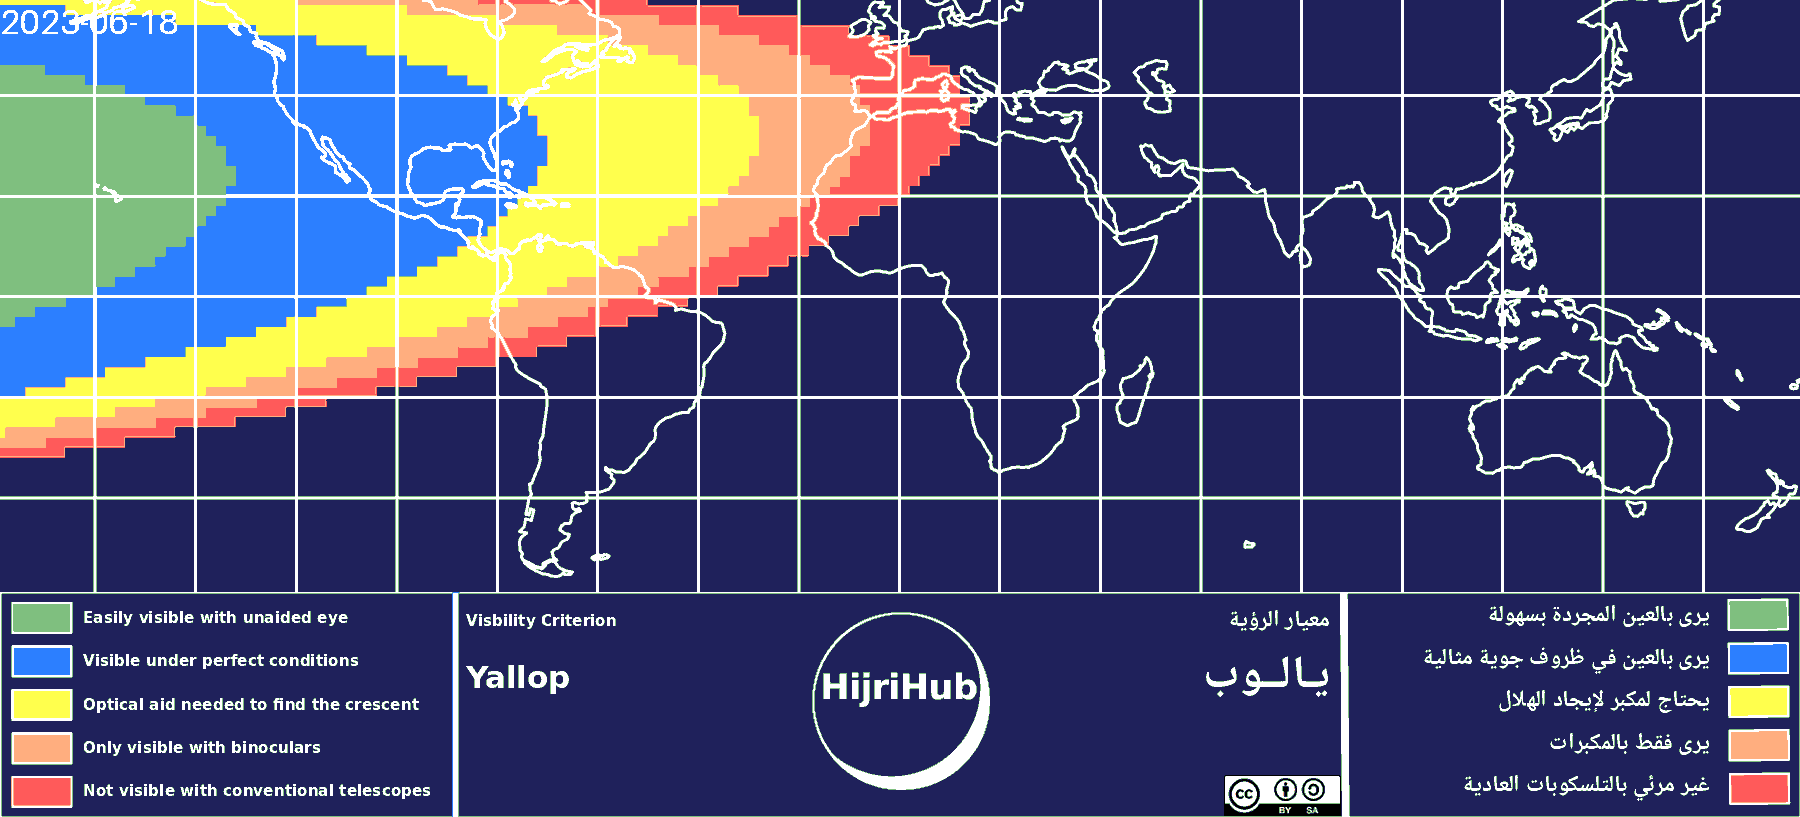 2023-06-18
Easily visible with unaided eye
Visible under perfect conditions
Optical aid needed to find the crescent
Only visible with binoculars
Not visible with conventional telescopes
Visbility Criterion
Yallop
HijriHub
معيار الرؤية
يـالـوب
cc
BY SA
يرى بالعين المجردة بسهولة
يرى بالعين في ظروف جوية مثالية
يحتاج لمكبر لإيجاد الهلال
يرى فقط بالمكبرات
غير مرئي بالتلسكوبات العادية